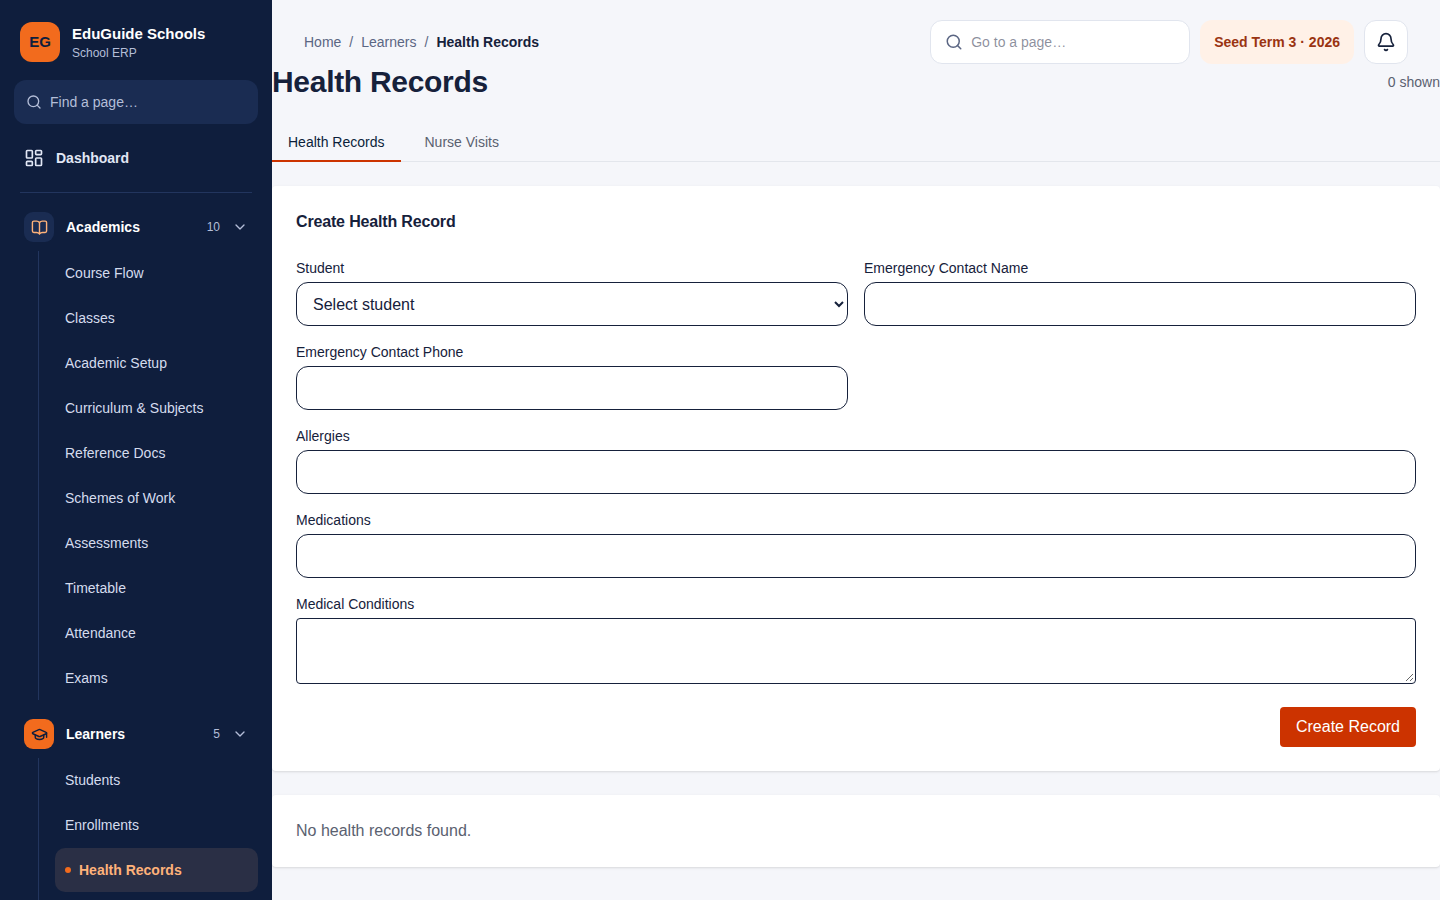 EG
EduGuide Schools
School ERP
Find a page…
Dashboard
Academics 10
Course Flow
Classes
Academic Setup
Curriculum & Subjects
Reference Docs
Schemes of Work
Assessments
Timetable
Attendance
Exams
Learners 5
Students
Enrollments
Health Records
Home / Learners / Health Records
Go to a page…
Seed Term 3 · 2026
Health Records
0 shown
Health Records Nurse Visits
Create Health Record
Student Emergency Contact Name
Select student
Emergency Contact Phone
Allergies
Medications
Medical Conditions
Create Record
No health records found.